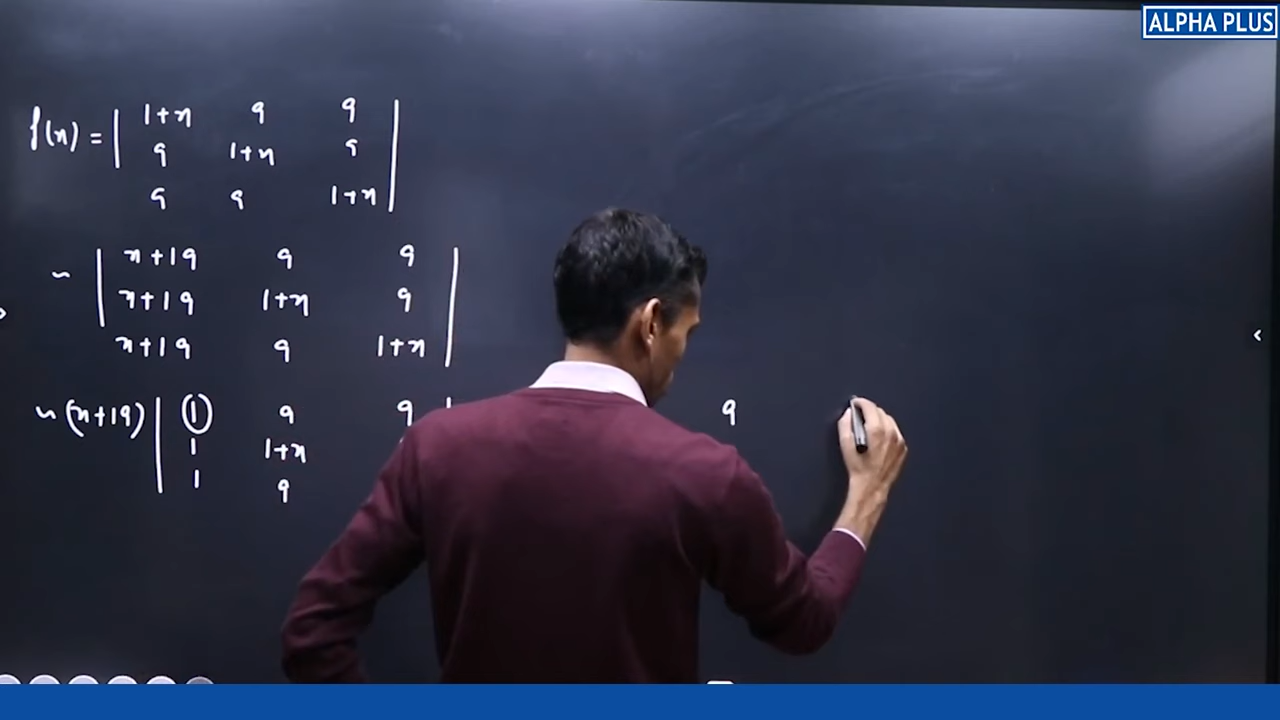 ALPHA PLUS
f(x) = | 1+x 9 9 |
9 1+x 9
9 9 1+x
~ | x+19 9 9 |
x+19 1+x 9
x+19 9 1+x
~ (x+19) | 1 9 9 | 9
1 1+x
1 9